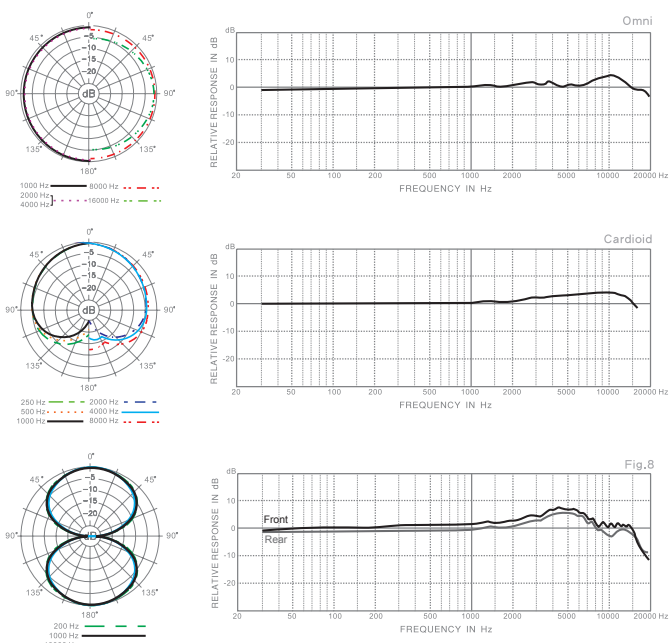 Omni
0°
45°
45°
90°
90°
135°
135°
180°
-5
-10
-15
-20
dB
1000 Hz
8000 Hz
2000 Hz
4000 Hz
16000 Hz
RELATIVE RESPONSE IN dB
dB
10
0
-10
-20
20 50 100 200 500 1000 2000 5000 10000 20000 Hz
FREQUENCY IN Hz
Cardioid
0°
45°
45°
90°
90°
135°
135°
180°
-5
-10
-15
-20
dB
250 Hz
2000 Hz
500 Hz
4000 Hz
1000 Hz
8000 Hz
RELATIVE RESPONSE IN dB
dB
10
0
-10
-20
20 50 100 200 500 1000 2000 5000 10000 20000 Hz
FREQUENCY IN Hz
Fig.8
0°
45°
45°
90°
90°
135°
135°
180°
-5
-10
-15
-20
dB
200 Hz
1000 Hz
RELATIVE RESPONSE IN dB
dB
10
0
-10
-20
Front
Rear
20 50 100 200 500 1000 2000 5000 10000 20000 Hz
FREQUENCY IN Hz